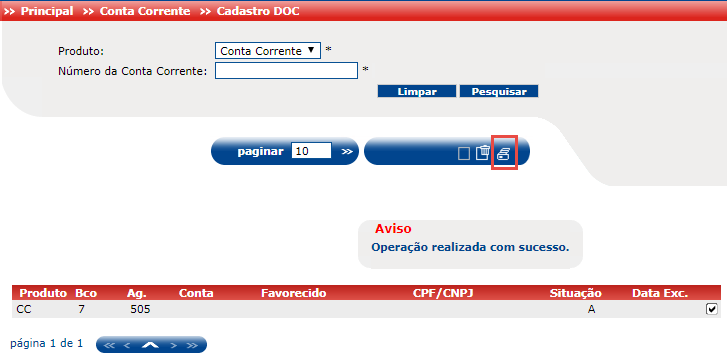 >> Principal >> Conta Corrente >> Cadastro DOC
Produto: Conta Corrente ▼ *
Número da Conta Corrente: *
Limpar Pesquisar
paginar 10 >>
Aviso
Operação realizada com sucesso.
Produto Bco Ag. Conta Favorecido CPF/CNPJ Situação Data Exc.
CC 7 505 A
página 1 de 1 << < > >>